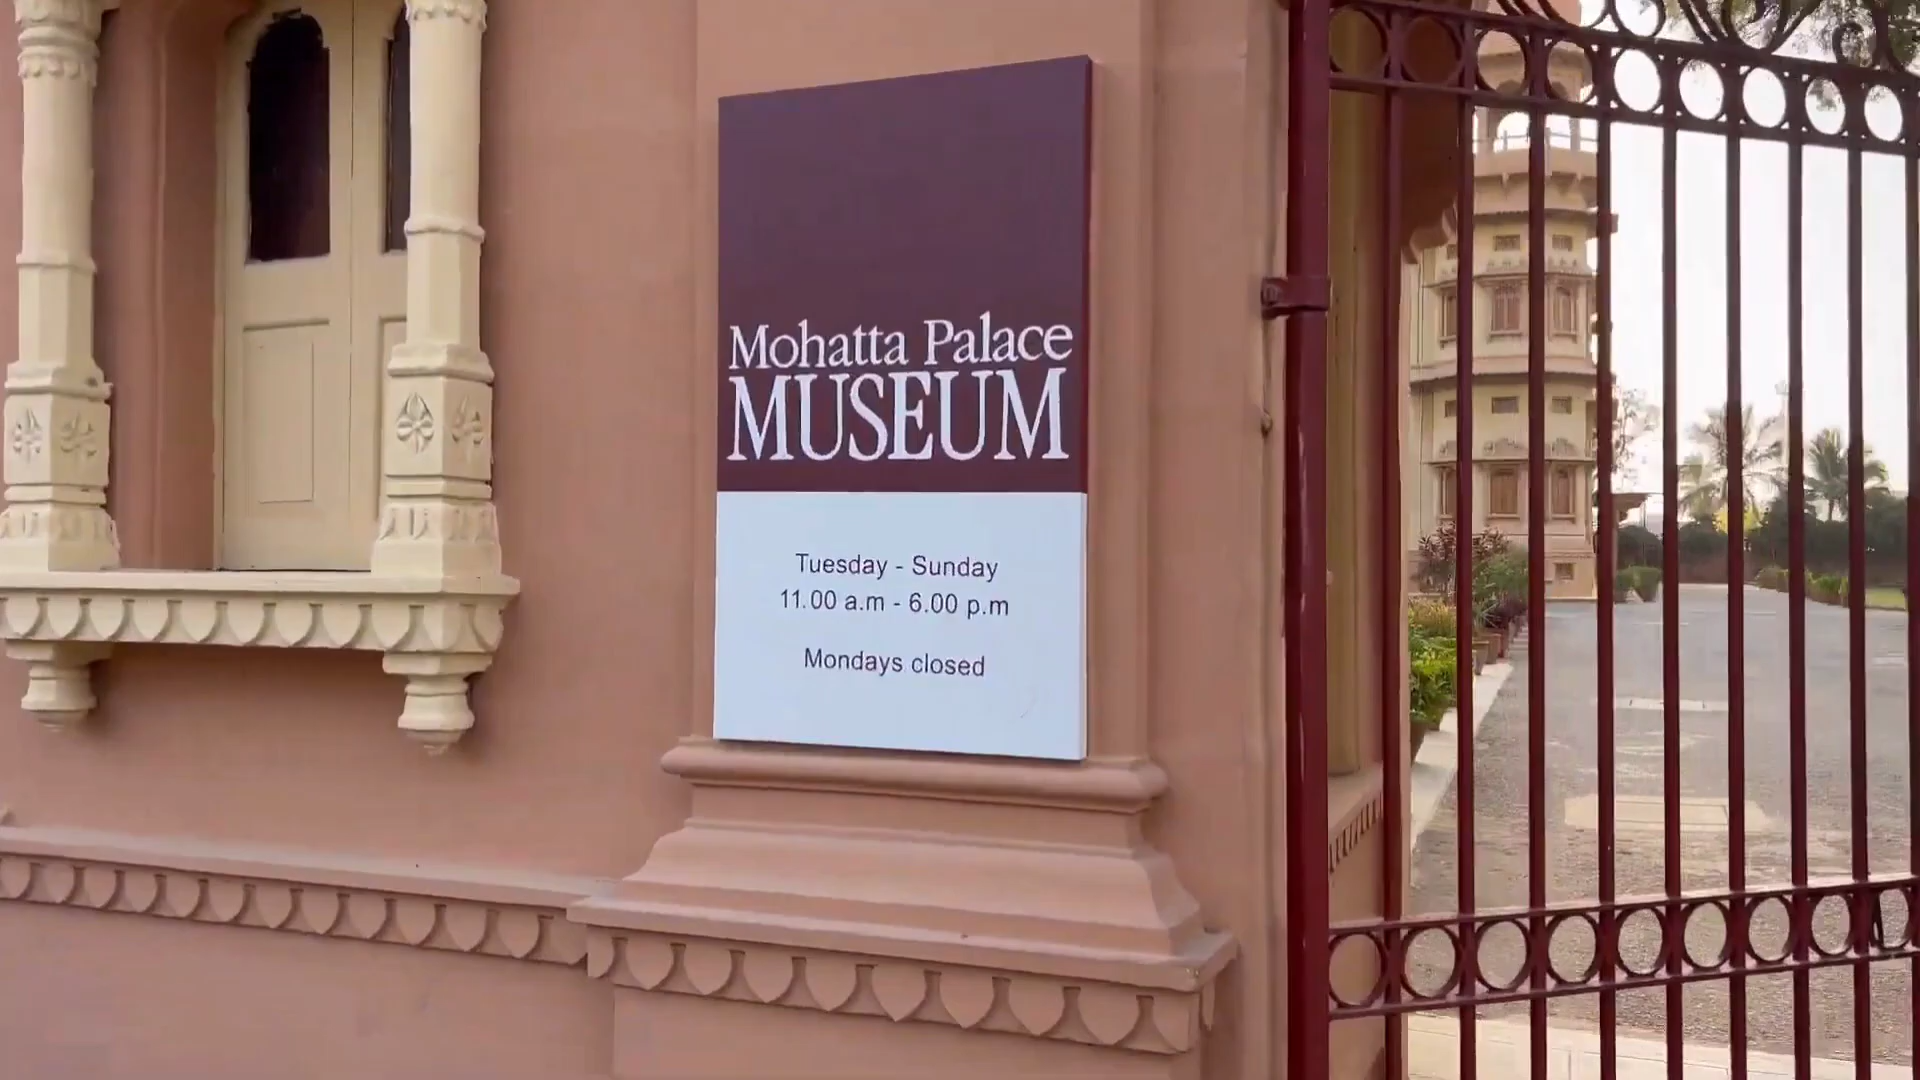 Mohatta Palace
MUSEUM
Tuesday - Sunday
11.00 a.m - 6.00 p.m
Mondays closed